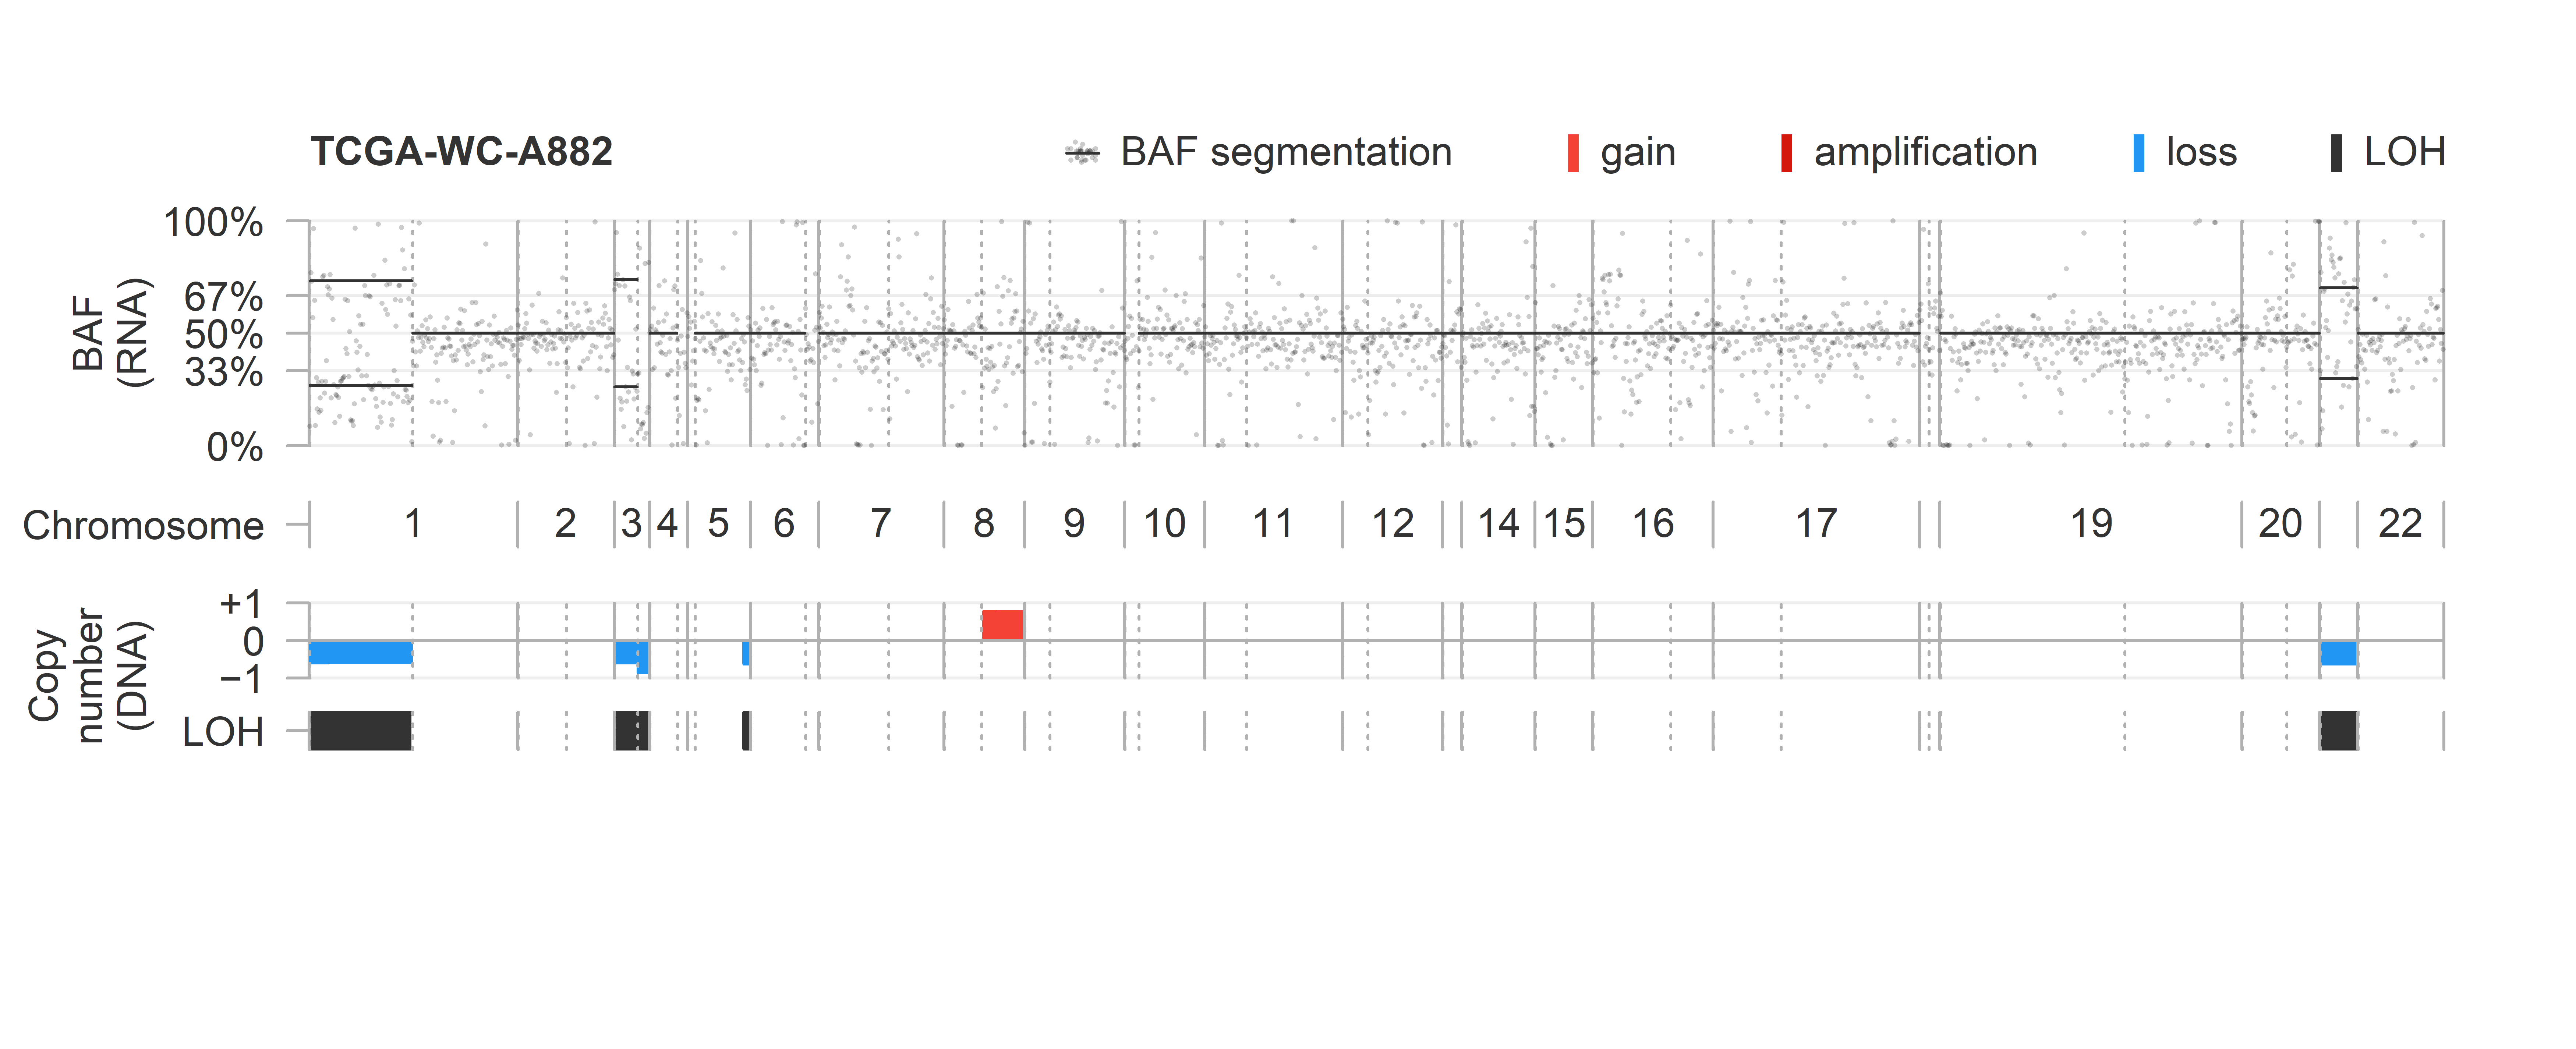 TCGA-WC-A882
BAF segmentation gain amplification loss LOH
BAF (RNA)
100%
67%
50%
33%
0%
Chromosome 1 2 3 4 5 6 7 8 9 10 11 12 14 15 16 17 19 20 22
Copy number (DNA)
+1
0
−1
LOH